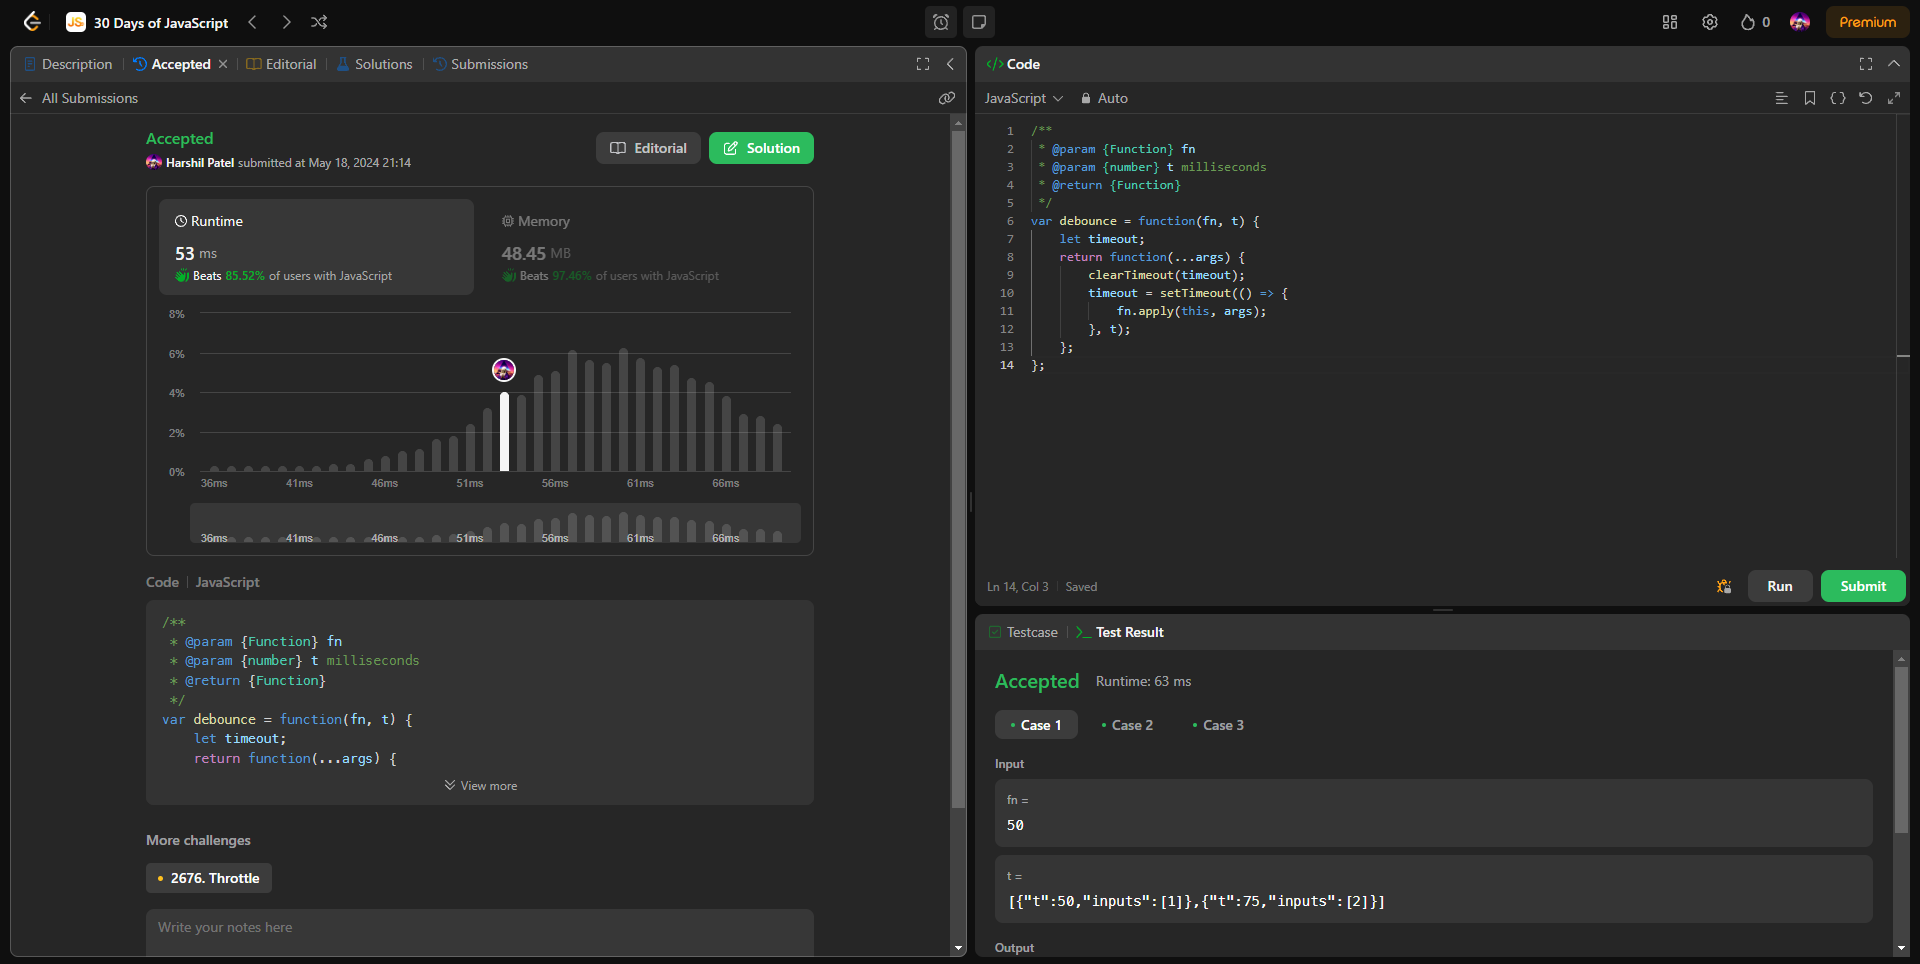 JS 30 Days of JavaScript
0
Premium
Description
Accepted
Editorial
Solutions
Submissions
All Submissions
Accepted
Harshil Patel submitted at May 18, 2024 21:14
Editorial
Solution
Runtime
53 ms
Beats 85.52% of users with JavaScript
Memory
48.45 MB
Beats 97.46% of users with JavaScript
8%
6%
4%
2%
0%
36ms 41ms 46ms 51ms 56ms 61ms 66ms
36ms 41ms 46ms 51ms 56ms 61ms 66ms
Code | JavaScript
/**
 * @param {Function} fn
 * @param {number} t milliseconds
 * @return {Function}
 */
var debounce = function(fn, t) {
    let timeout;
    return function(...args) {
View more
More challenges
2676. Throttle
Write your notes here
</> Code
JavaScript
Auto
1 /**
2  * @param {Function} fn
3  * @param {number} t milliseconds
4  * @return {Function}
5  */
6 var debounce = function(fn, t) {
7     let timeout;
8     return function(...args) {
9         clearTimeout(timeout);
10         timeout = setTimeout(() => {
11             fn.apply(this, args);
12         }, t);
13     };
14 };
Ln 14, Col 3 | Saved
Run
Submit
Testcase
>_ Test Result
Accepted Runtime: 63 ms
• Case 1 • Case 2 • Case 3
Input
fn =
50
t =
[{"t":50,"inputs":[1]},{"t":75,"inputs":[2]}]
Output